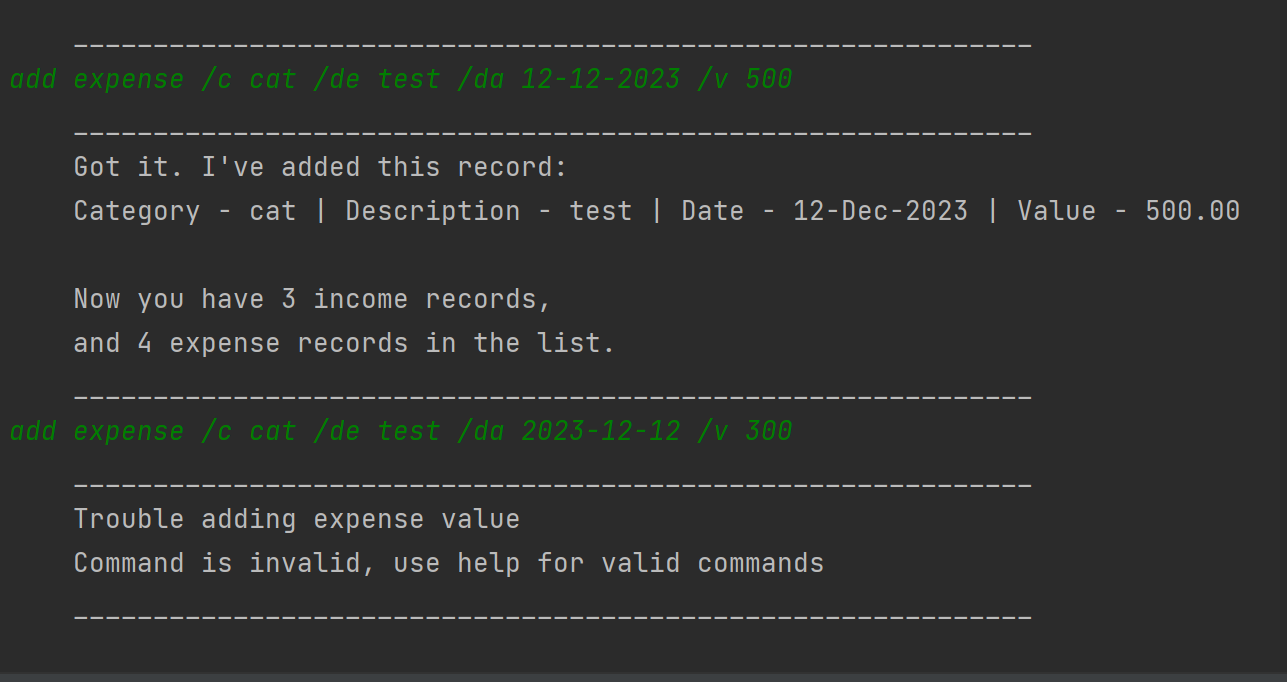 ____________________________________________________________
add expense /c cat /de test /da 12-12-2023 /v 500
____________________________________________________________
Got it. I've added this record:
Category - cat | Description - test | Date - 12-Dec-2023 | Value - 500.00
Now you have 3 income records,
and 4 expense records in the list.
____________________________________________________________
add expense /c cat /de test /da 2023-12-12 /v 300
____________________________________________________________
Trouble adding expense value
Command is invalid, use help for valid commands
____________________________________________________________